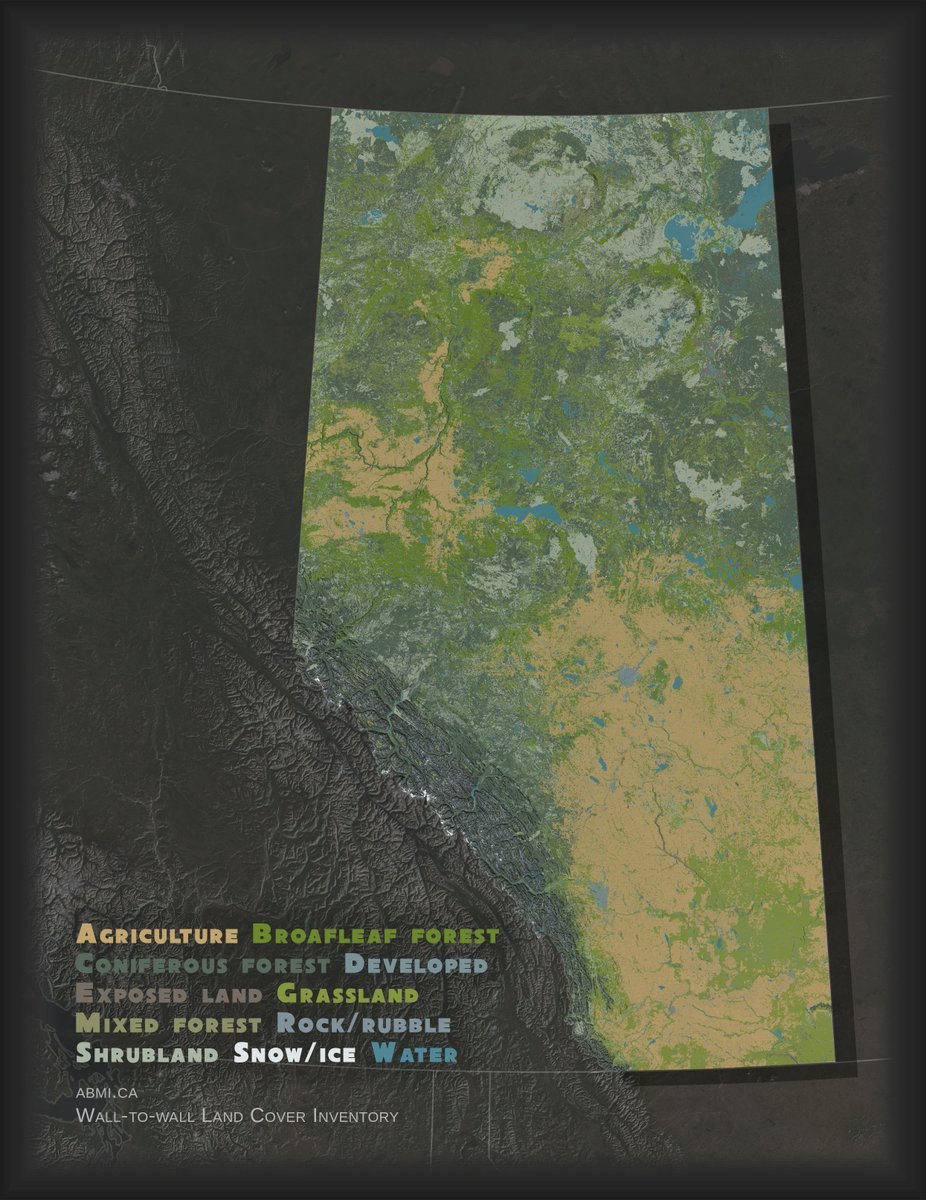 Agriculture Broafleaf forest
Coniferous forest Developed
Exposed land Grassland
Mixed forest Rock/rubble
Shrubland Snow/ice Water
abmi.ca
Wall-to-wall Land Cover Inventory